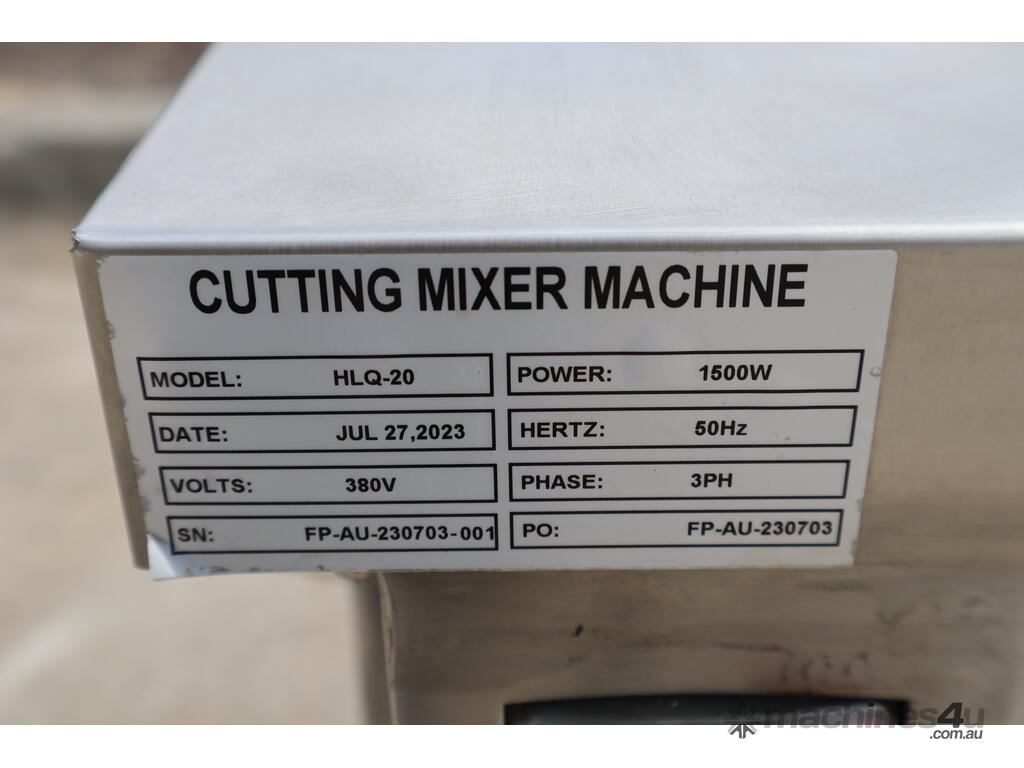 CUTTING MIXER MACHINE
MODEL: HLQ-20 POWER: 1500W
DATE: JUL 27,2023 HERTZ: 50Hz
VOLTS: 380V PHASE: 3PH
SN: FP-AU-230703-001 PO: FP-AU-230703
machines4u
.com.au